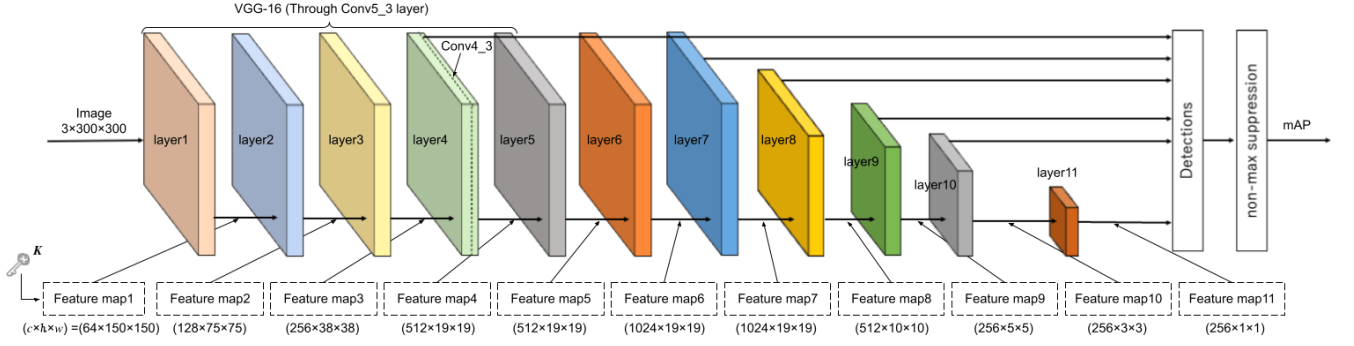 VGG-16 (Through Conv5_3 layer)
Conv4_3
Image
3×300×300
layer1
layer2
layer3
layer4
layer5
layer6
layer7
layer8
layer9
layer10
layer11
Detections
non-max suppression
mAP
K
Feature map1
Feature map2
Feature map3
Feature map4
Feature map5
Feature map6
Feature map7
Feature map8
Feature map9
Feature map10
Feature map11
(c×h×w) =(64×150×150)
(128×75×75)
(256×38×38)
(512×19×19)
(512×19×19)
(1024×19×19)
(1024×19×19)
(512×10×10)
(256×5×5)
(256×3×3)
(256×1×1)